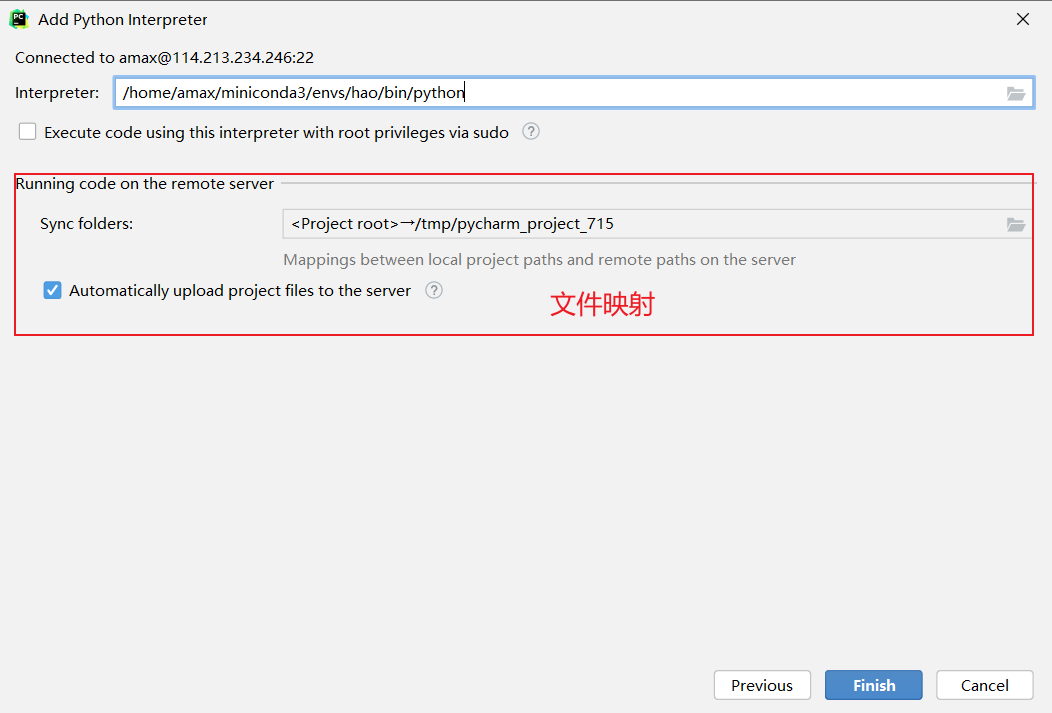 Add Python Interpreter
Connected to amax@114.213.234.246:22
Interpreter: /home/amax/miniconda3/envs/hao/bin/python
Execute code using this interpreter with root privileges via sudo ?
Running code on the remote server
Sync folders: <Project root>→/tmp/pycharm_project_715
Mappings between local project paths and remote paths on the server
Automatically upload project files to the server ?
文件映射
Previous Finish Cancel